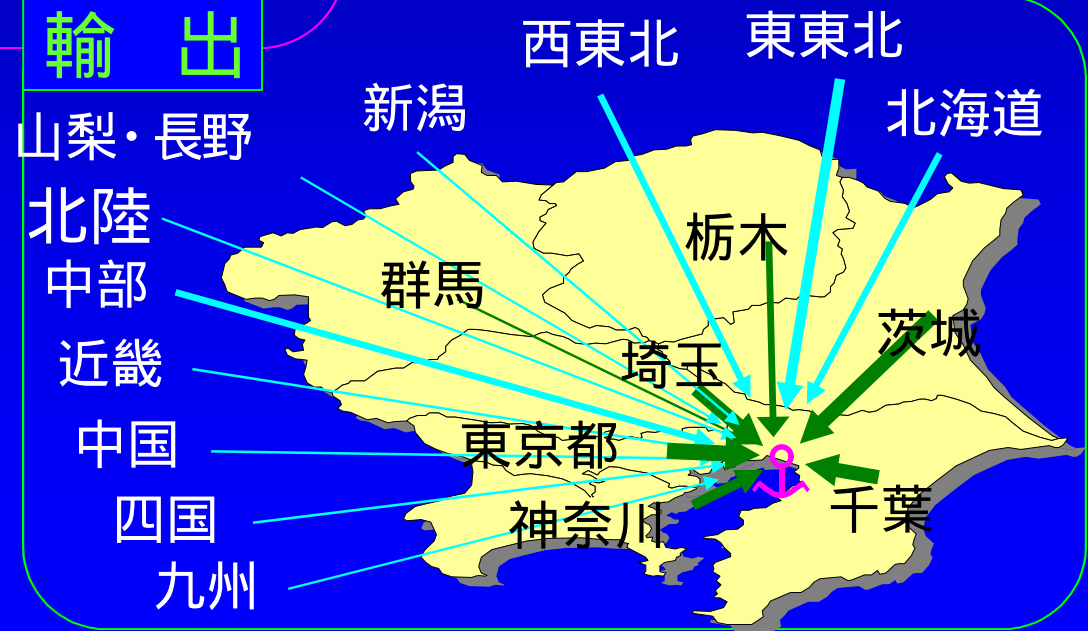 輸 出
西東北
東東北
北海道
新潟
山梨・長野
北陸
中部
近畿
中国
四国
九州
栃木
群馬
茨城
埼玉
東京都
千葉
神奈川